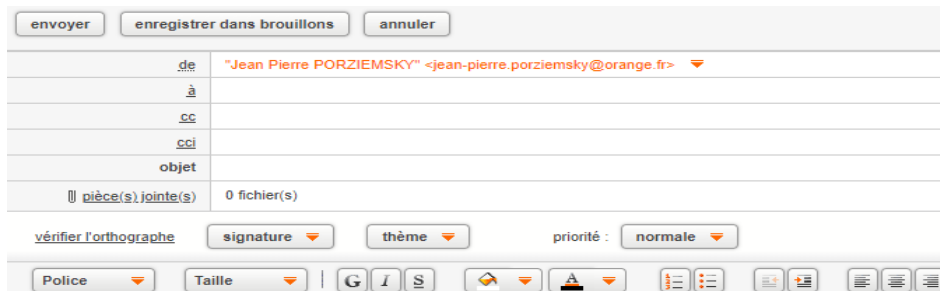 envoyer enregistrer dans brouillons annuler
de "Jean Pierre PORZIEMSKY" <jean-pierre.porziemsky@orange.fr>
à
cc
cci
objet
pièce(s) jointe(s) 0 fichier(s)
vérifier l'orthographe signature thème priorité : normale
Police Taille G I S A